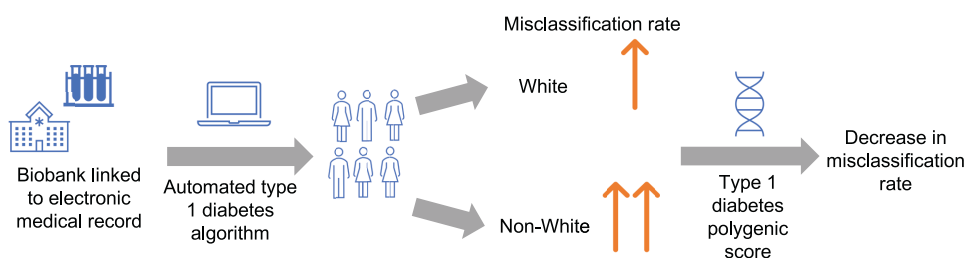 Biobank linked
to electronic
medical record
Automated type
1 diabetes
algorithm
Misclassification rate
White
Non-White
Type 1
diabetes
polygenic
score
Decrease in
misclassification
rate